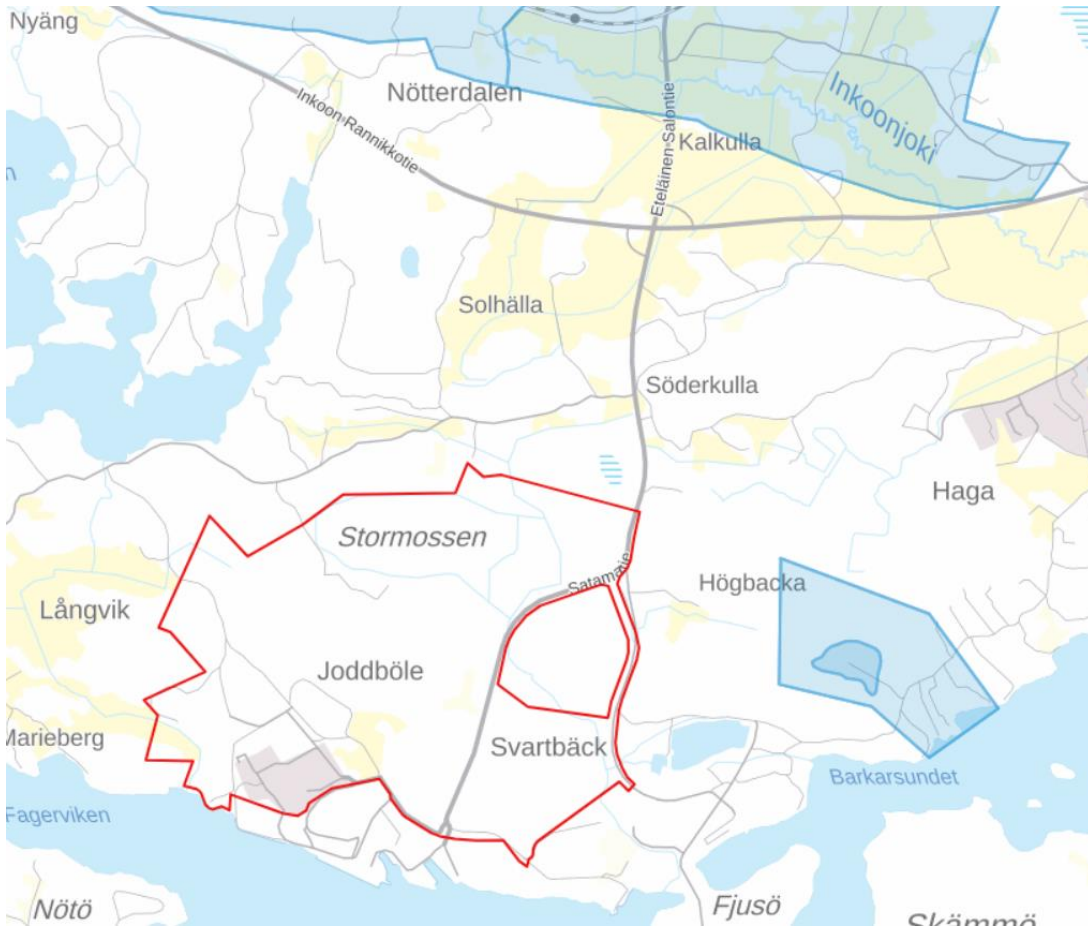 Nyäng
Nötterdalen
Inkoon Rannikkotie
Eteläinen Salontie
Kalkulla
Inkoonjoki
Solhälla
Söderkulla
Haga
Stormossen
Satamatie
Högbacka
Långvik
Joddböle
Marieberg
Svartbäck
Barkarsundet
Fagerviken
Nötö
Fjusö
Skämmö